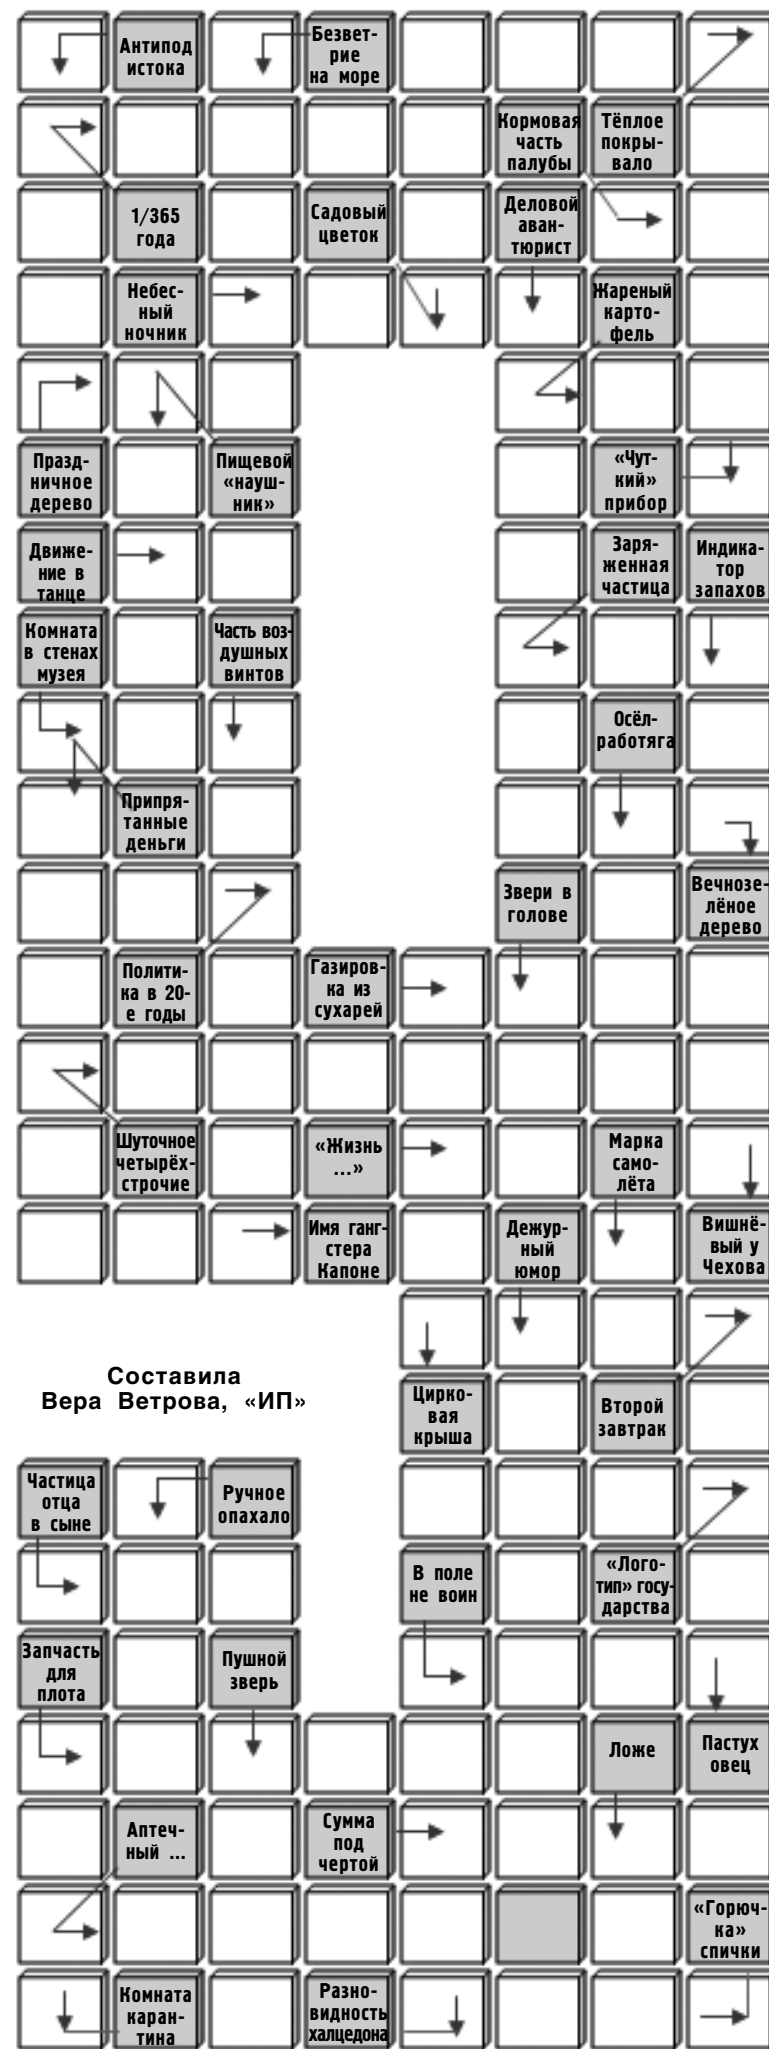 Антипод
истока
Безвет-
рие
на море
Кормовая
часть
палубы
Тёплое
покры-
вало
1/365
года
Садовый
цветок
Деловой
аван-
тюрист
Небес-
ный
ночник
Жареный
карто-
фель
Празд-
ничное
дерево
Пищевой
«науш-
ник»
«Чут-
кий»
прибор
Движе-
ние в
танце
Заря-
женная
частица
Индика-
тор
запахов
Комната
в стенах
музея
Часть воз-
душных
винтов
Осёл-
работяга
Припря-
танные
деньги
Звери в
голове
Вечнозе-
лёное
дерево
Полити-
ка в 20-
е годы
Газиров-
ка из
сухарей
Шуточное
четырёх-
строчие
«Жизнь
...»
Марка
само-
лёта
Имя ганг-
стера
Капоне
Дежур-
ный
юмор
Вишнё-
вый у
Чехова
Составила
Вера Ветрова, «ИП»
Цирко-
вая
крыша
Второй
завтрак
Частица
отца
в сыне
Ручное
опахало
В поле
не воин
«Лого-
тип» госу-
дарства
Запчасть
для
плота
Пушной
зверь
Ложе
Пастух
овец
Аптеч-
ный ...
Сумма
под
чертой
«Горюч-
ка»
спички
Комната
каран-
тина
Разно-
видность
халцедона